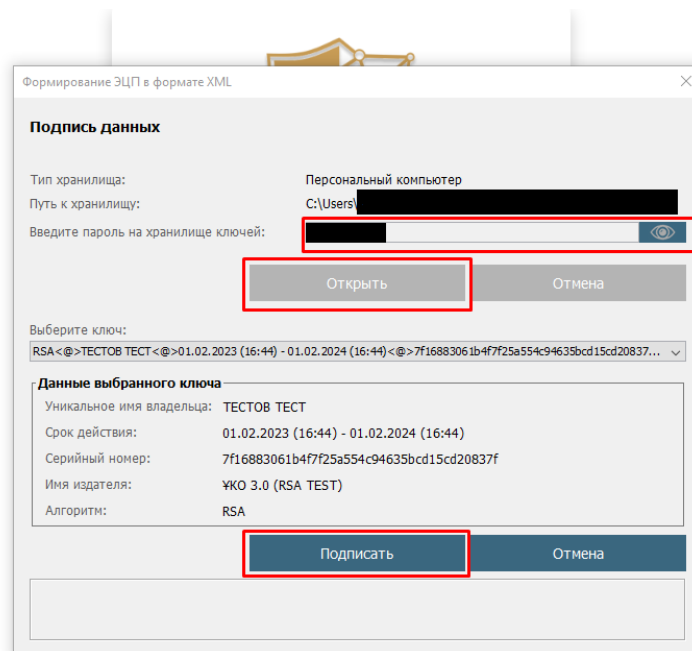 Формирование ЭЦП в формате XML
Подпись данных
Тип хранилища: Персональный компьютер
Путь к хранилищу: C:\Users\
Введите пароль на хранилище ключей:
Открыть Отмена
Выберите ключ:
RSA<@>ТЕСТОВ ТЕСТ<@>01.02.2023 (16:44) - 01.02.2024 (16:44)<@>7f16883061b4f7f25a554c94635bcd15cd20837...
Данные выбранного ключа
Уникальное имя владельца: ТЕСТОВ ТЕСТ
Срок действия: 01.02.2023 (16:44) - 01.02.2024 (16:44)
Серийный номер: 7f16883061b4f7f25a554c94635bcd15cd20837f
Имя издателя: ҰКО 3.0 (RSA TEST)
Алгоритм: RSA
Подписать Отмена